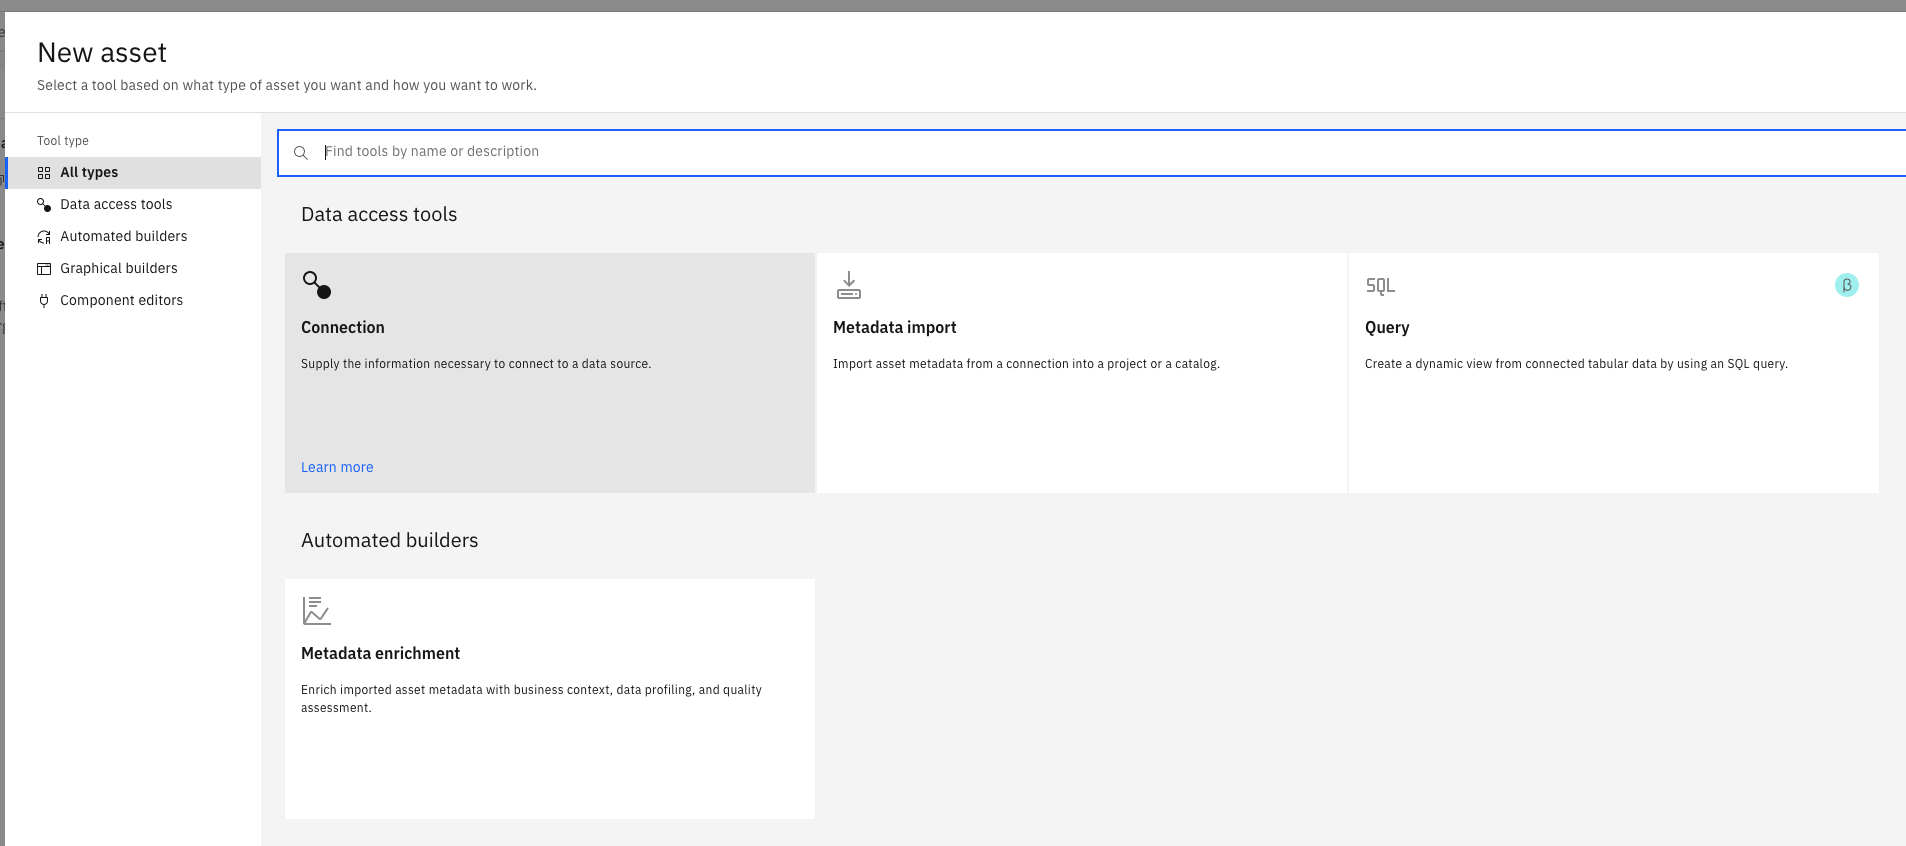 New asset
Select a tool based on what type of asset you want and how you want to work.
Tool type
All types
Data access tools
Automated builders
Graphical builders
Component editors
Find tools by name or description
Data access tools
Connection
Supply the information necessary to connect to a data source.
Learn more
Metadata import
Import asset metadata from a connection into a project or a catalog.
SQL
β
Query
Create a dynamic view from connected tabular data by using an SQL query.
Automated builders
Metadata enrichment
Enrich imported asset metadata with business context, data profiling, and quality
assessment.